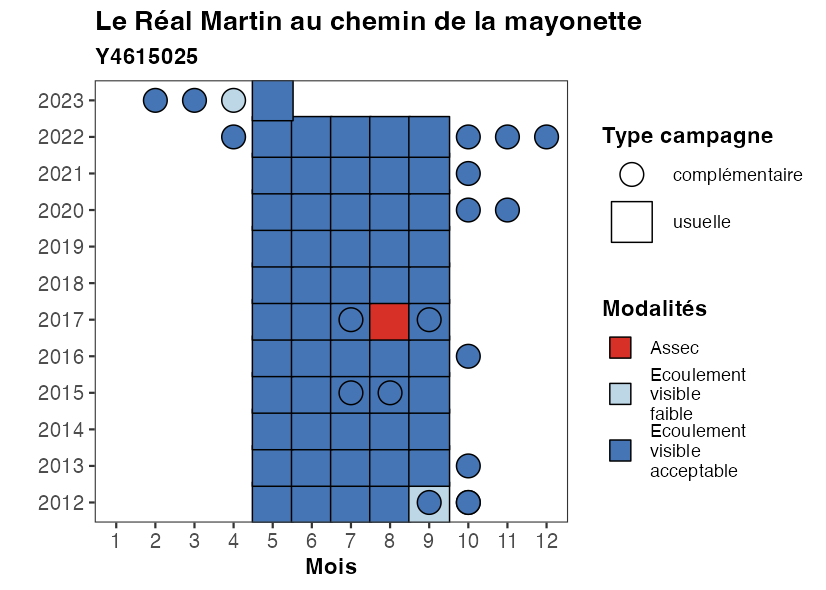 Le Réal Martin au chemin de la mayonette
Y4615025
2023
2022
2021
2020
2019
2018
2017
2016
2015
2014
2013
2012
1 2 3 4 5 6 7 8 9 10 11 12
Mois
Type campagne
complémentaire
usuelle
Modalités
Assec
Ecoulement
visible
faible
Ecoulement
visible
acceptable